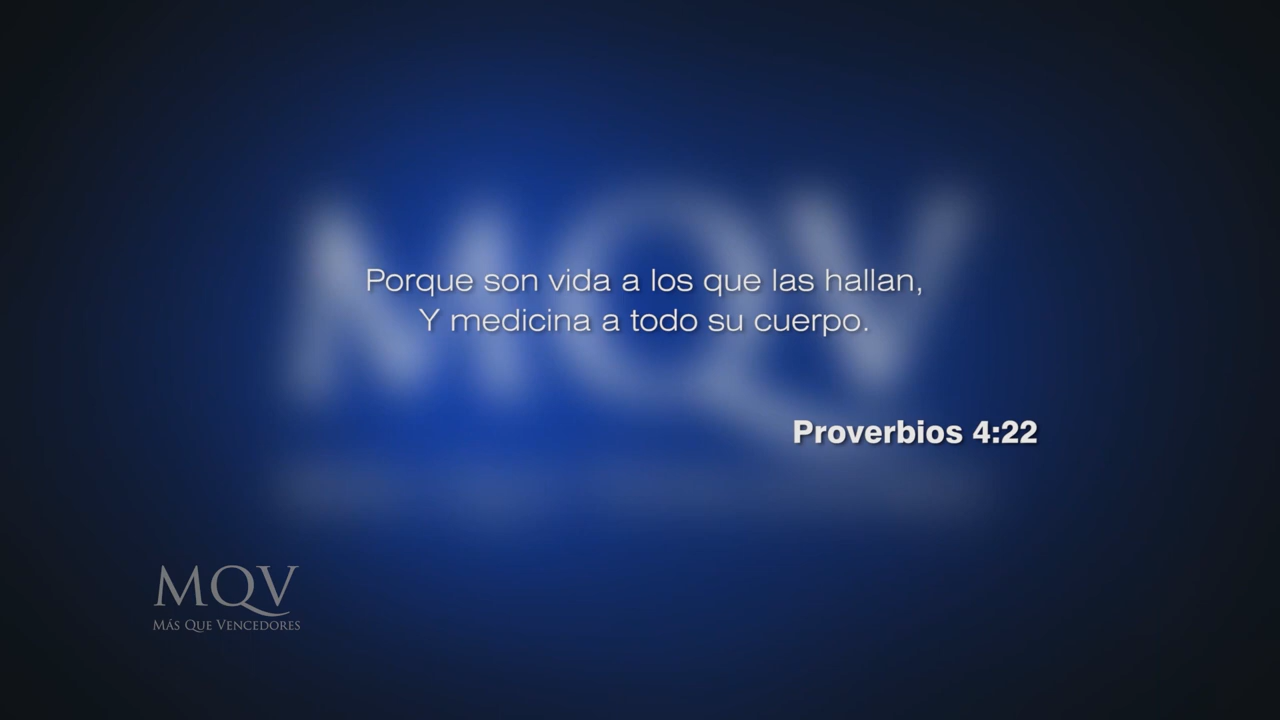 MQV
Porque son vida a los que las hallan,
Y medicina a todo su cuerpo.
Proverbios 4:22
MQV
MÁS QUE VENCEDORES